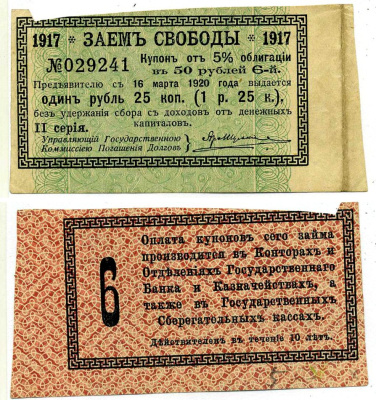 1917 * ЗАЕМЪ СВОБОДЫ * 1917
№029241
Купонъ отъ 5% облигаціи
въ 50 рублей 6-й.
Предъявителю съ 16 марта 1920 года выдается
одинъ рубль 25 коп. (1 р. 25 к.),
безъ удержанія сбора съ доходовъ отъ денежныхъ
капиталовъ.
II серія.
Управляющій Государственною
Коммиссіею Погашенія Долговъ
6
Оплата купоновъ сего займа
производится въ Конторахъ и
Отдѣленіяхъ Государственнаго
Банка и Казначействахъ, а
также въ Государственныхъ
Сберегательныхъ кассахъ.
Дѣйствителенъ въ теченіе 10 лѣтъ.